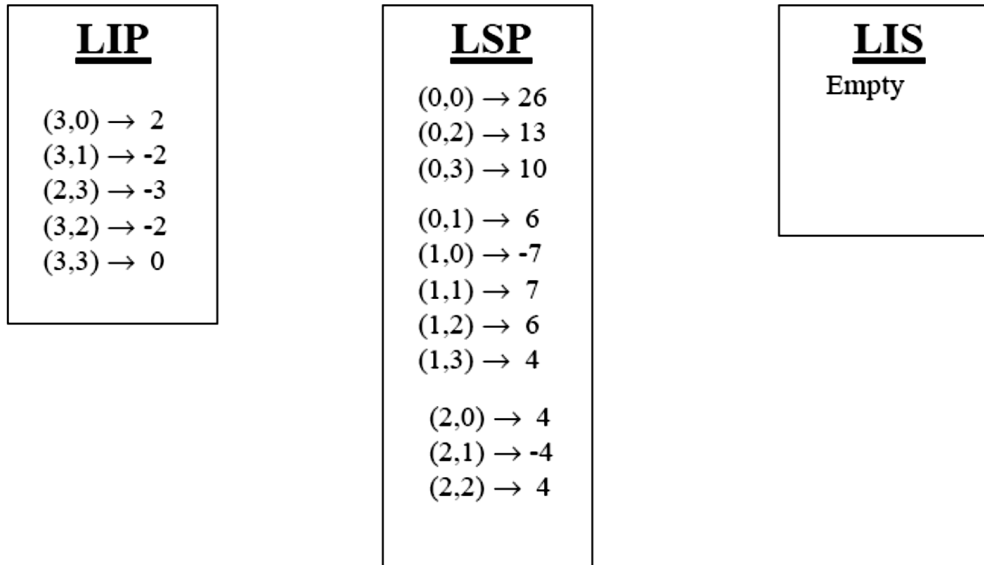 LIP
(3,0) → 2
(3,1) → -2
(2,3) → -3
(3,2) → -2
(3,3) → 0
LSP
(0,0) → 26
(0,2) → 13
(0,3) → 10
(0,1) → 6
(1,0) → -7
(1,1) → 7
(1,2) → 6
(1,3) → 4
(2,0) → 4
(2,1) → -4
(2,2) → 4
LIS
Empty